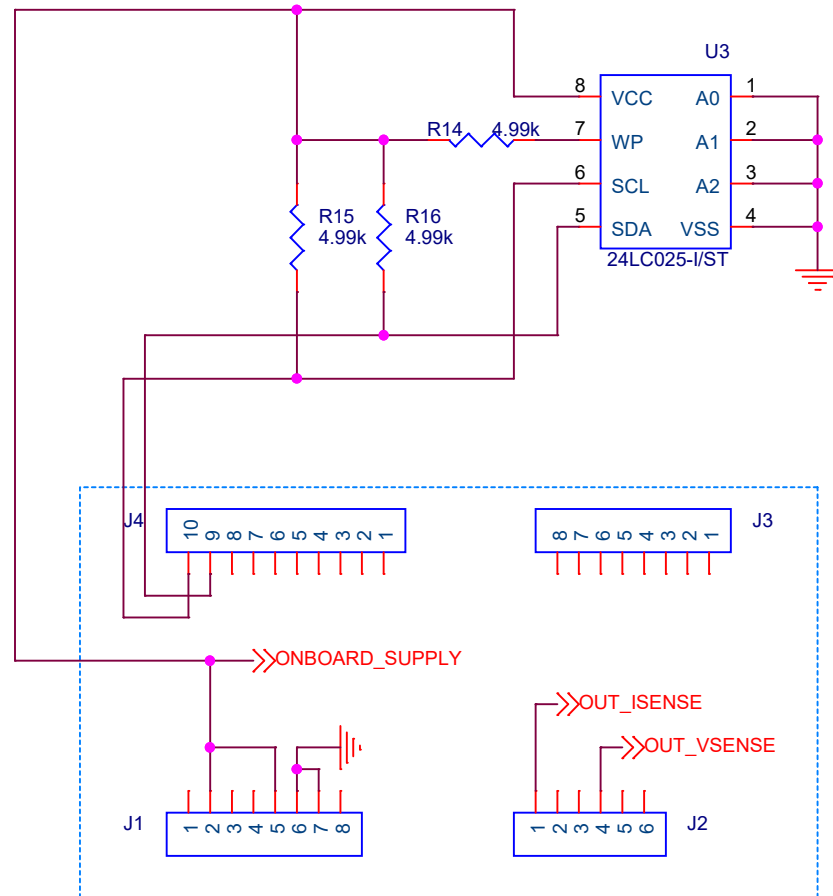 U3
8 VCC A0 1
R14 4.99k 7 WP A1 2
6 SCL A2 3
5 SDA VSS 4
24LC025-I/ST
R15
4.99k
R16
4.99k
J4
10 9 8 7 6 5 4 3 2 1
8 7 6 5 4 3 2 1
J3
ONBOARD_SUPPLY
OUT_ISENSE
OUT_VSENSE
J1
1 2 3 4 5 6 7 8
1 2 3 4 5 6
J2